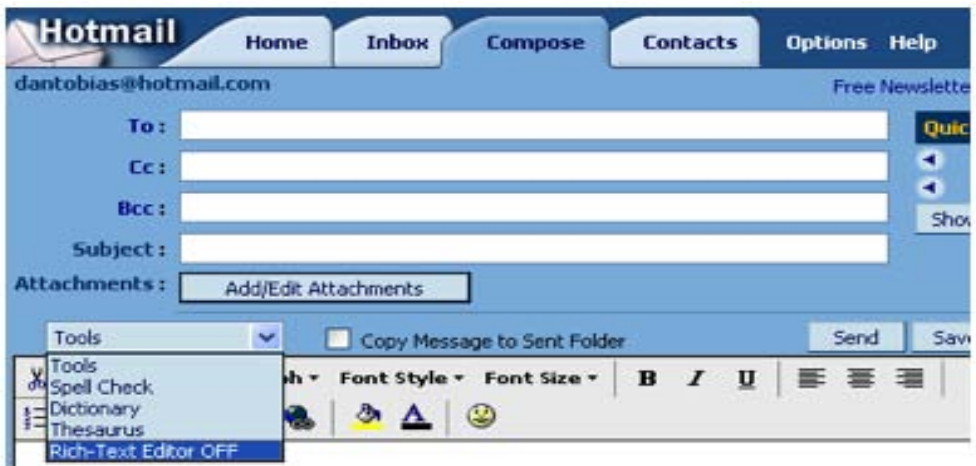 Hotmail
Home Inbox Compose Contacts Options Help
dantobias@hotmail.com Free Newslette
To : Quic
Cc :
Bcc :
Subject : Show
Attachments : Add/Edit Attachments
Tools Copy Message to Sent Folder Send Save
Tools ph Font Style Font Size B I U
Spell Check
Dictionary A
Thesaurus
Rich-Text Editor OFF